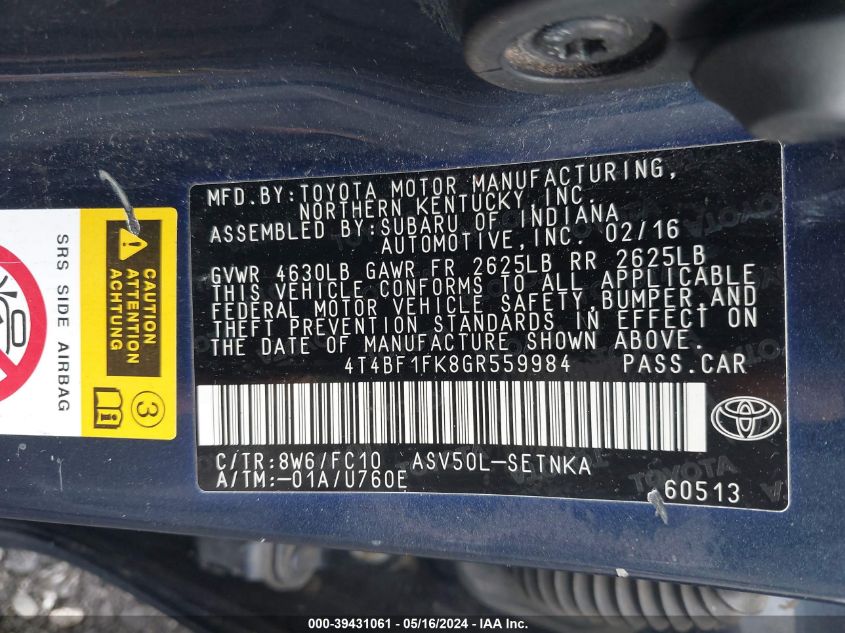 MFD.BY:TOYOTA MOTOR MANUFACTURING,
NORTHERN KENTUCKY,INC.
ASSEMBLED BY:SUBARU OF INDIANA
AUTOMOTIVE,INC. 02/16
GVWR 4630LB GAWR FR 2625LB RR 2625LB
THIS VEHICLE CONFORMS TO ALL APPLICABLE
FEDERAL MOTOR VEHICLE SAFETY,BUMPER,AND
THEFT PREVENTION STANDARDS IN EFFECT ON
THE DATE OF MANUFACTURE SHOWN ABOVE.
4T4BF1FK8GR559984 PASS.CAR
C/TR:8W6/FC10 ASV50L-SETNKA
A/TM:-01A/U760E
60513
SRS SIDE AIRBAG
CAUTION
ATTENTION
ACHTUNG
3
000-39431061 - 05/16/2024 - IAA Inc.